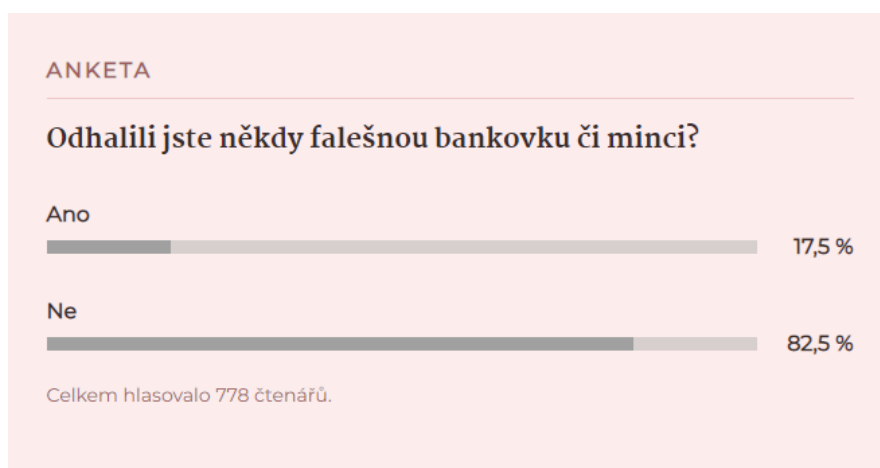 ANKETA
Odhalili jste někdy falešnou bankovku či minci?
Ano
17,5 %
Ne
82,5 %
Celkem hlasovalo 778 čtenářů.